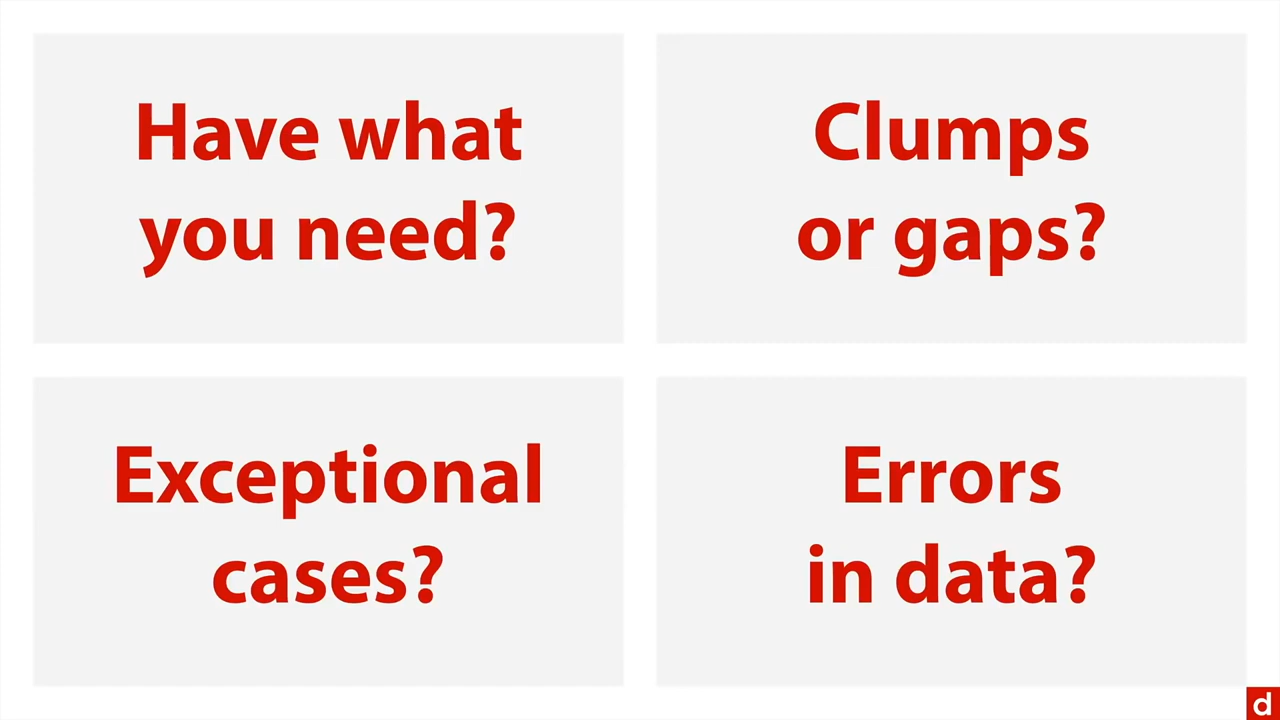 Have what
you need?
Clumps
or gaps?
Exceptional
cases?
Errors
in data?
d